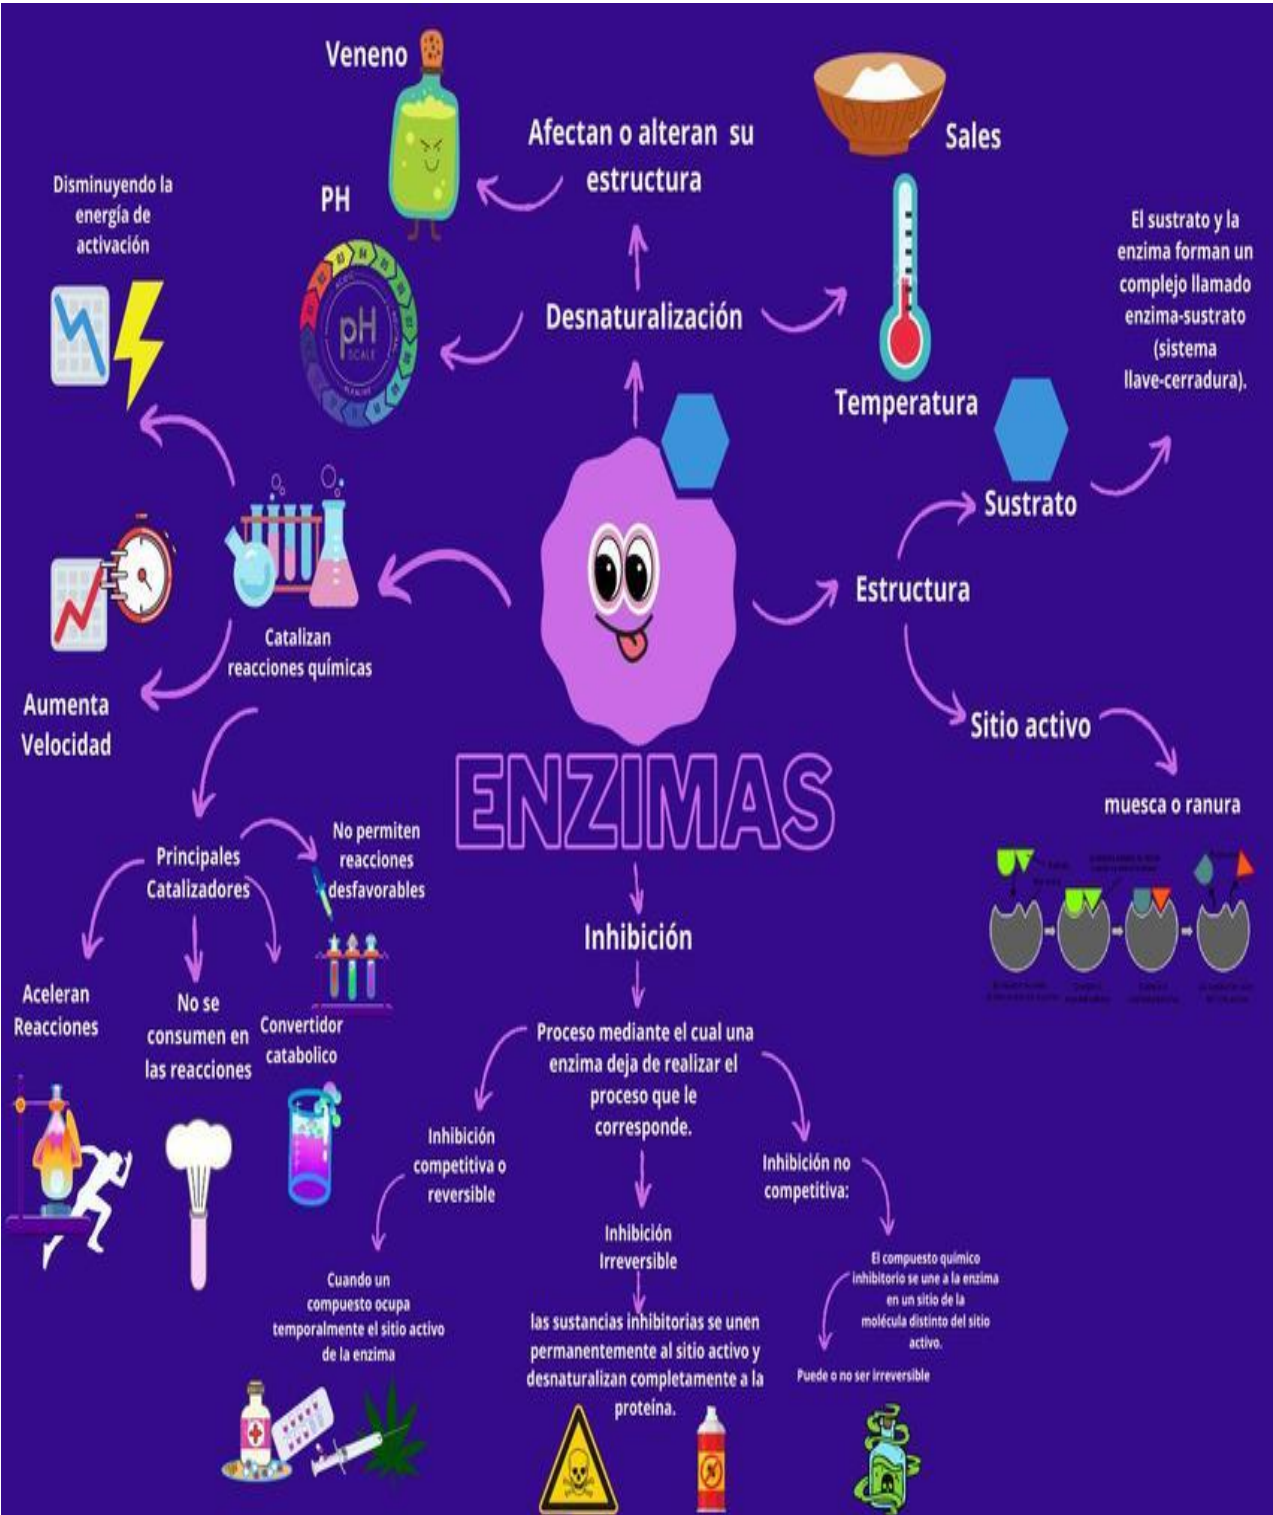 Veneno
Afectan o alteran su
estructura
Sales
PH
pH
SCALE
Disminuyendo la
energía de
activación
El sustrato y la
enzima forman un
complejo llamado
enzima-sustrato
(sistema
llave-cerradura).
Desnaturalización
Temperatura
Sustrato
Estructura
Catalizan
reacciones químicas
Aumenta
Velocidad
Sitio activo
muesca o ranura
ENZIMAS
Principales
Catalizadores
No permiten
reacciones
desfavorables
Aceleran
Reacciones
No se
consumen en
las reacciones
Convertidor
catabolico
Inhibición
Proceso mediante el cual una
enzima deja de realizar el
proceso que le
corresponde.
Inhibición
competitiva o
reversible
Inhibición
Irreversible
Inhibición no
competitiva:
Cuando un
compuesto ocupa
temporalmente el sitio activo
de la enzima
las sustancias inhibitorias se unen
permanentemente al sitio activo y
desnaturalizan completamente a la
proteína.
El compuesto químico
inhibitorio se une a la enzima
en un sitio de la
molécula distinto del sitio
activo.
Puede o no ser irreversible